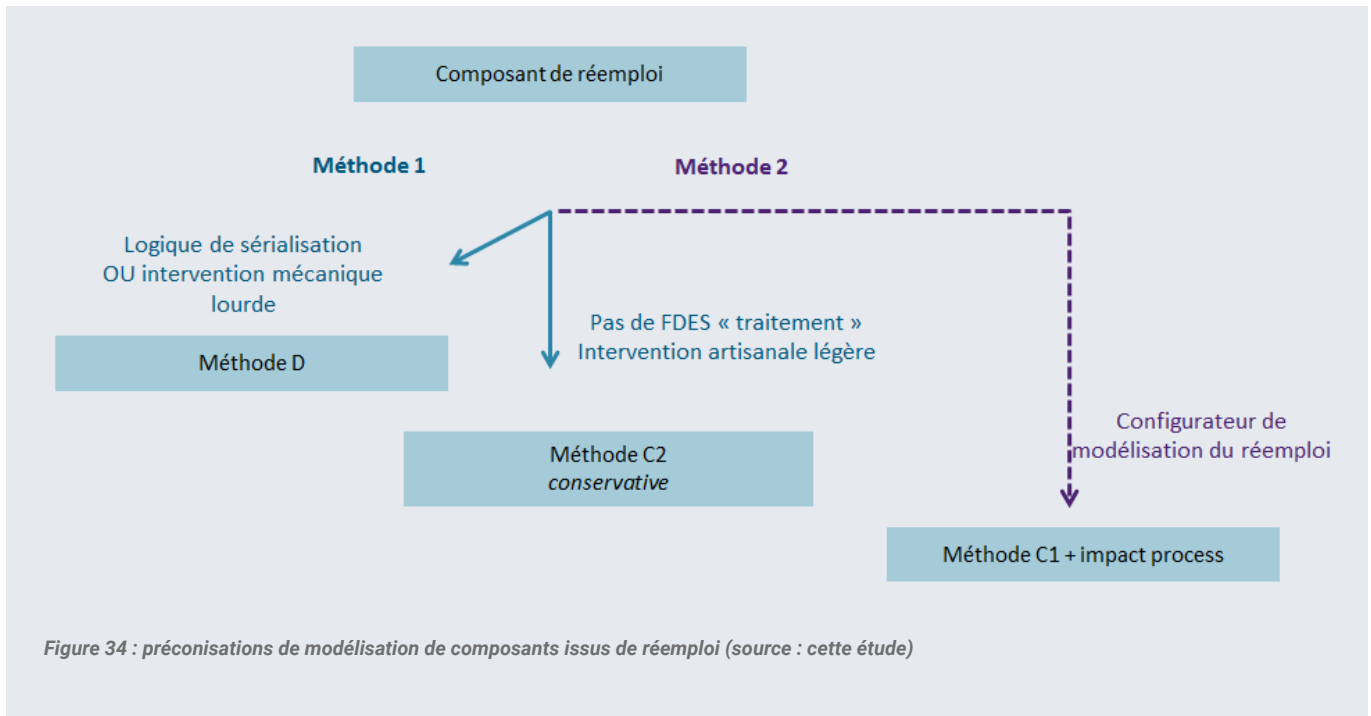 Composant de réemploi
Méthode 1
Méthode 2
Logique de sérialisation
OU intervention mécanique
lourde
Méthode D
Pas de FDES « traitement »
Intervention artisanale légère
Méthode C2
conservative
Configurateur de
modélisation du réemploi
Méthode C1 + impact process
Figure 34 : préconisations de modélisation de composants issus de réemploi (source : cette étude)